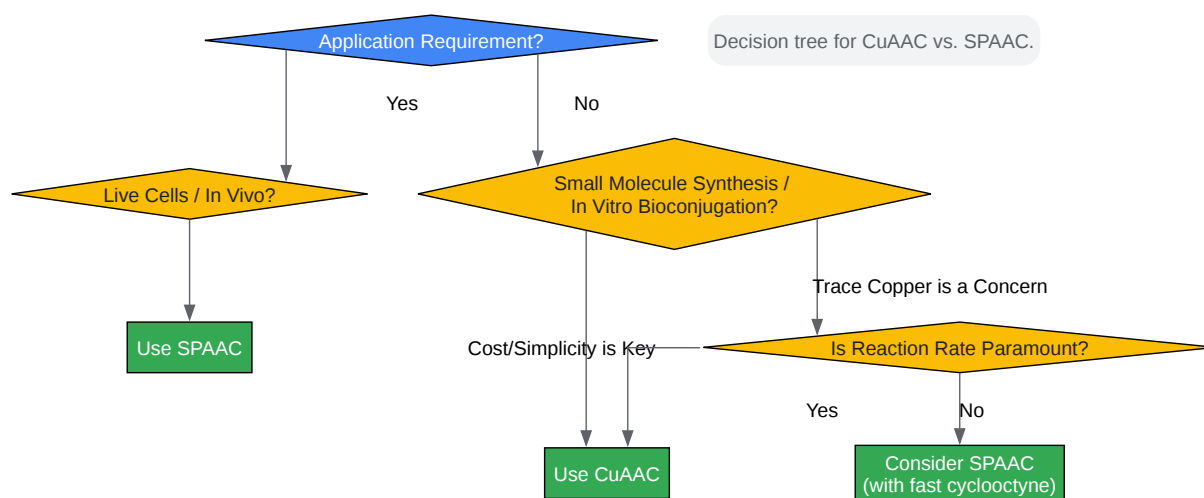 Application Requirement?
Decision tree for CuAAC vs. SPAAC.
Yes
No
Live Cells / In Vivo?
Small Molecule Synthesis /
In Vitro Bioconjugation?
Trace Copper is a Concern
Use SPAAC
Cost/Simplicity is Key
Is Reaction Rate Paramount?
Yes
No
Use CuAAC
Consider SPAAC
(with fast cyclooctyne)